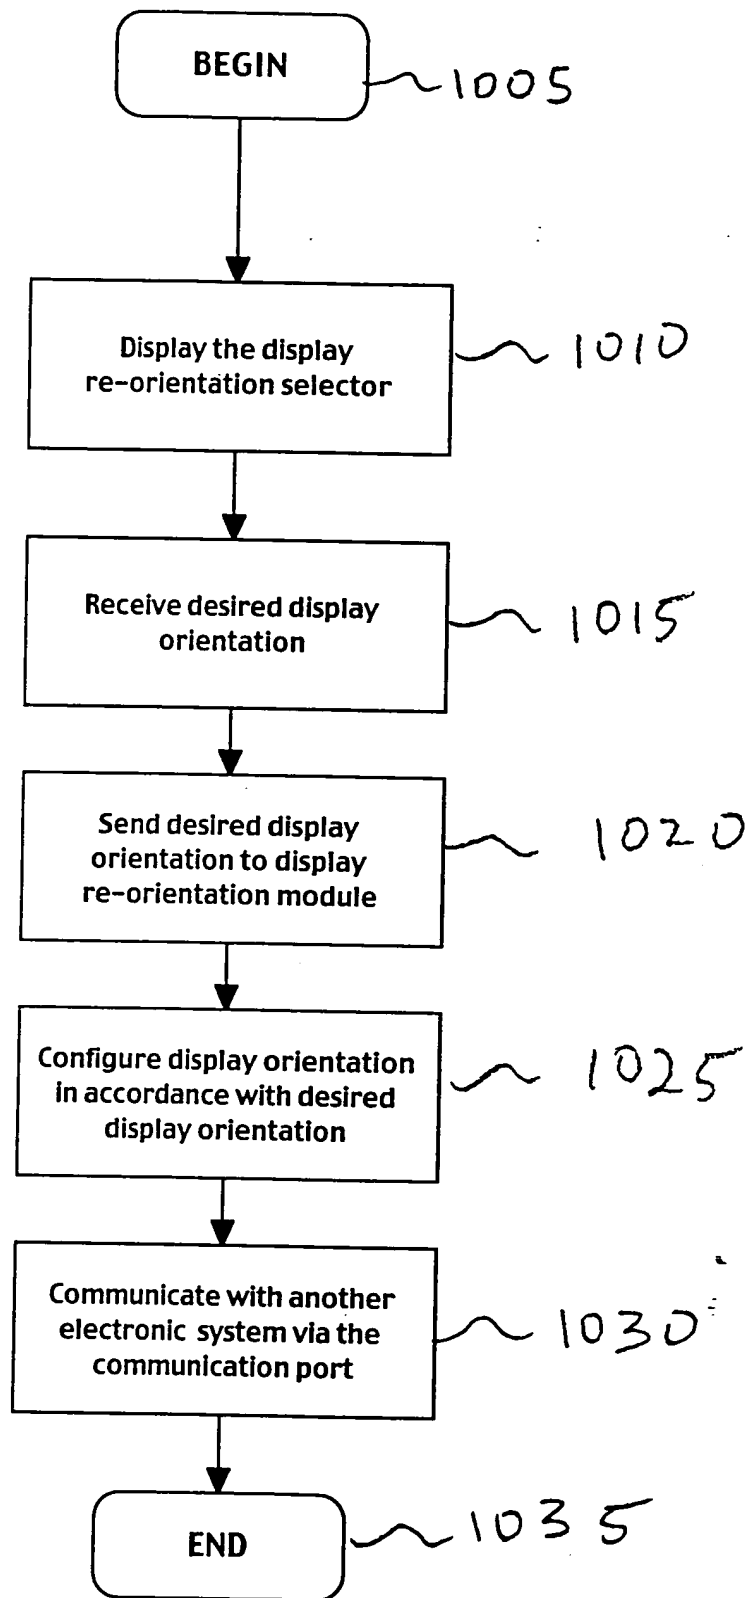 BEGIN
1005
Display the display
re-orientation selector
1010
Receive desired display
orientation
1015
Send desired display
orientation to display
re-orientation module
1020
Configure display orientation
in accordance with desired
display orientation
1025
Communicate with another
electronic system via the
communication port
1030
END
1035